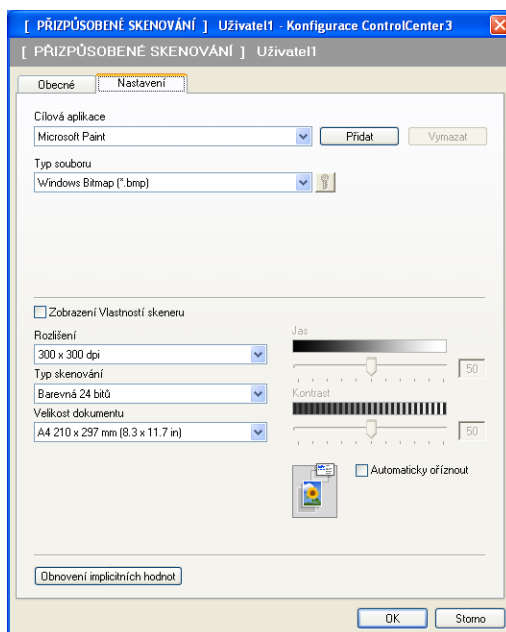 [ PŘIZPŮSOBENÉ SKENOVÁNÍ ] Uživatel1 - Konfigurace ControlCenter3
[ PŘIZPŮSOBENÉ SKENOVÁNÍ ] Uživatel1
Obecné Nastavení
Cílová aplikace
Microsoft Paint Přidat Vymazat
Typ souboru
Windows Bitmap (*.bmp)
Zobrazení Vlastností skeneru
Rozlišení Jas
300 x 300 dpi 50
Typ skenování
Barevná 24 bitů Kontrast
Velikost dokumentu
A4 210 x 297 mm (8.3 x 11.7 in) 50
Automaticky oříznout
Obnovení implicitních hodnot
OK Storno